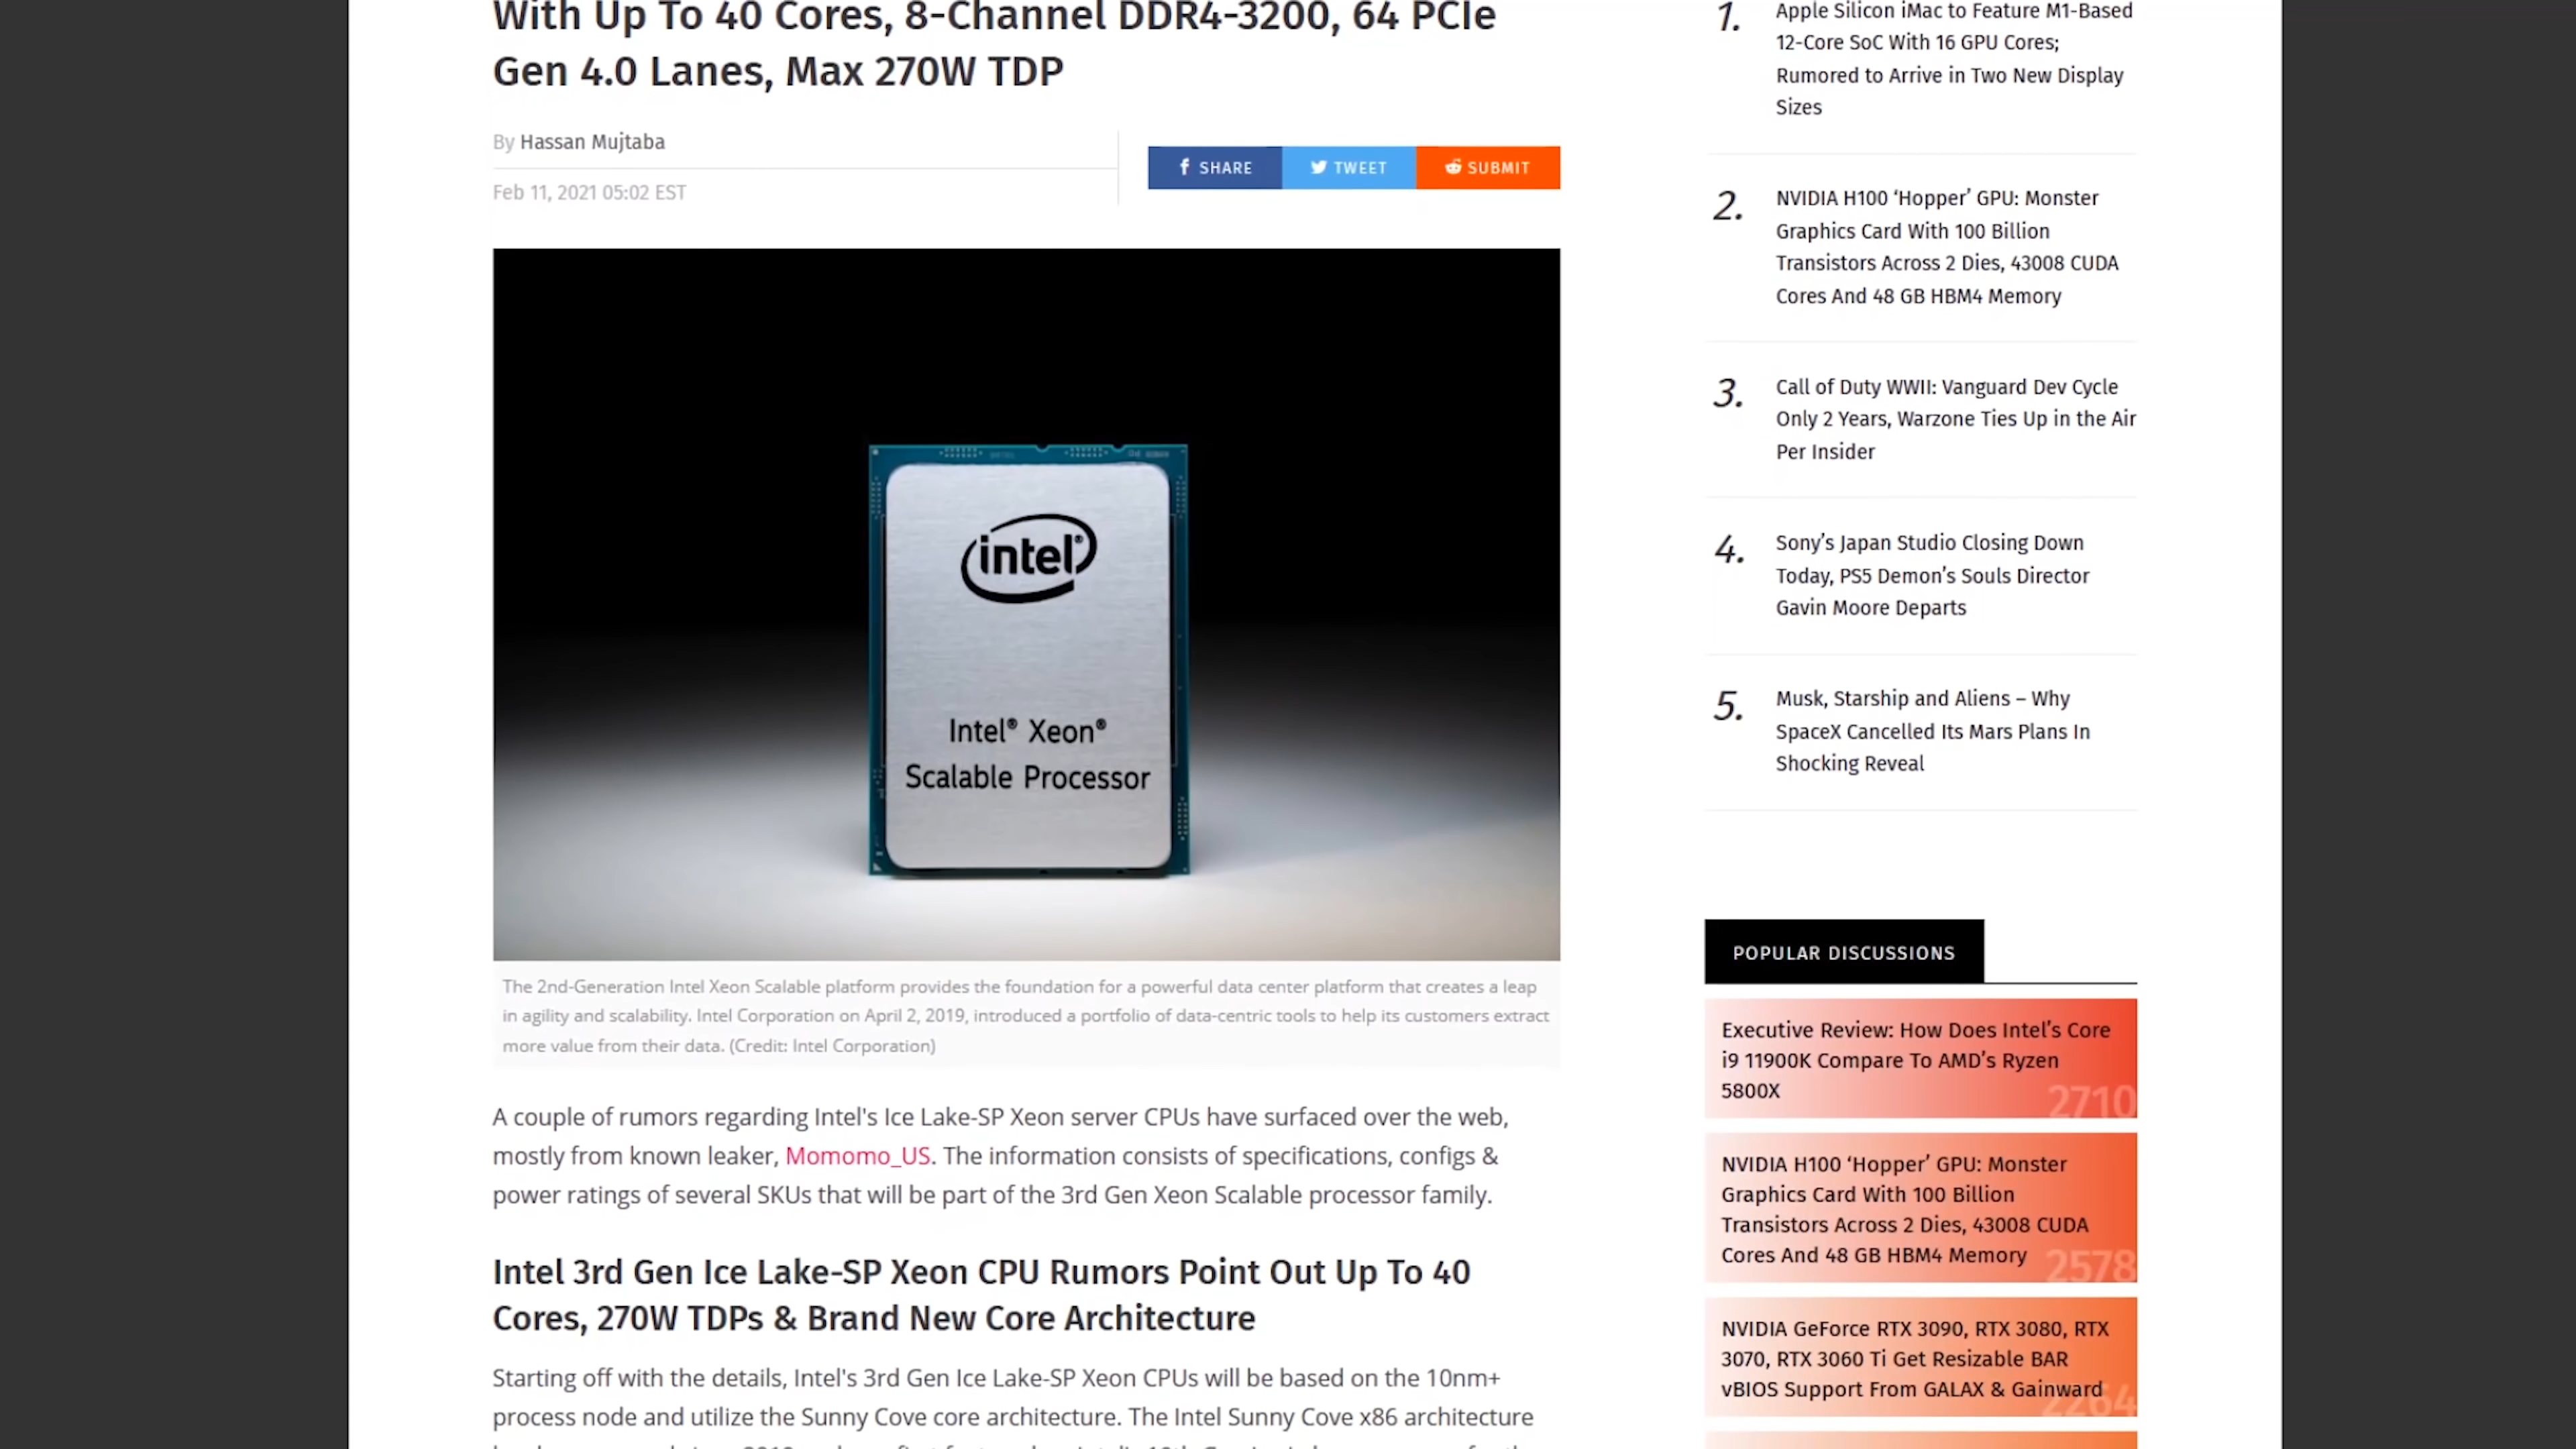 With Up To 40 Cores, 8-Channel DDR4-3200, 64 PCIe
Gen 4.0 Lanes, Max 270W TDP
By Hassan Mujtaba
Feb 11, 2021 05:02 EST
SHARE
TWEET
SUBMIT
intel®
Intel® Xeon®
Scalable Processor
The 2nd-Generation Intel Xeon Scalable platform provides the foundation for a powerful data center platform that creates a leap
in agility and scalability. Intel Corporation on April 2, 2019, introduced a portfolio of data-centric tools to help its customers extract
more value from their data. (Credit: Intel Corporation)
A couple of rumors regarding Intel's Ice Lake-SP Xeon server CPUs have surfaced over the web,
mostly from known leaker, Momomo_US. The information consists of specifications, configs &
power ratings of several SKUs that will be part of the 3rd Gen Xeon Scalable processor family.
Intel 3rd Gen Ice Lake-SP Xeon CPU Rumors Point Out Up To 40
Cores, 270W TDPs & Brand New Core Architecture
Starting off with the details, Intel's 3rd Gen Ice Lake-SP Xeon CPUs will be based on the 10nm+
process node and utilize the Sunny Cove core architecture. The Intel Sunny Cove x86 architecture
1. Apple Silicon iMac to Feature M1-Based
12-Core SoC With 16 GPU Cores;
Rumored to Arrive in Two New Display
Sizes
2. NVIDIA H100 ‘Hopper’ GPU: Monster
Graphics Card With 100 Billion
Transistors Across 2 Dies, 43008 CUDA
Cores And 48 GB HBM4 Memory
3. Call of Duty WWII: Vanguard Dev Cycle
Only 2 Years, Warzone Ties Up in the Air
Per Insider
4. Sony’s Japan Studio Closing Down
Today, PS5 Demon’s Souls Director
Gavin Moore Departs
5. Musk, Starship and Aliens – Why
SpaceX Cancelled Its Mars Plans In
Shocking Reveal
POPULAR DISCUSSIONS
Executive Review: How Does Intel’s Core
i9 11900K Compare To AMD’s Ryzen
5800X
2710
NVIDIA H100 ‘Hopper’ GPU: Monster
Graphics Card With 100 Billion
Transistors Across 2 Dies, 43008 CUDA
Cores And 48 GB HBM4 Memory
2578
NVIDIA GeForce RTX 3090, RTX 3080, RTX
3070, RTX 3060 Ti Get Resizable BAR
vBIOS Support From GALAX & Gainward
2264